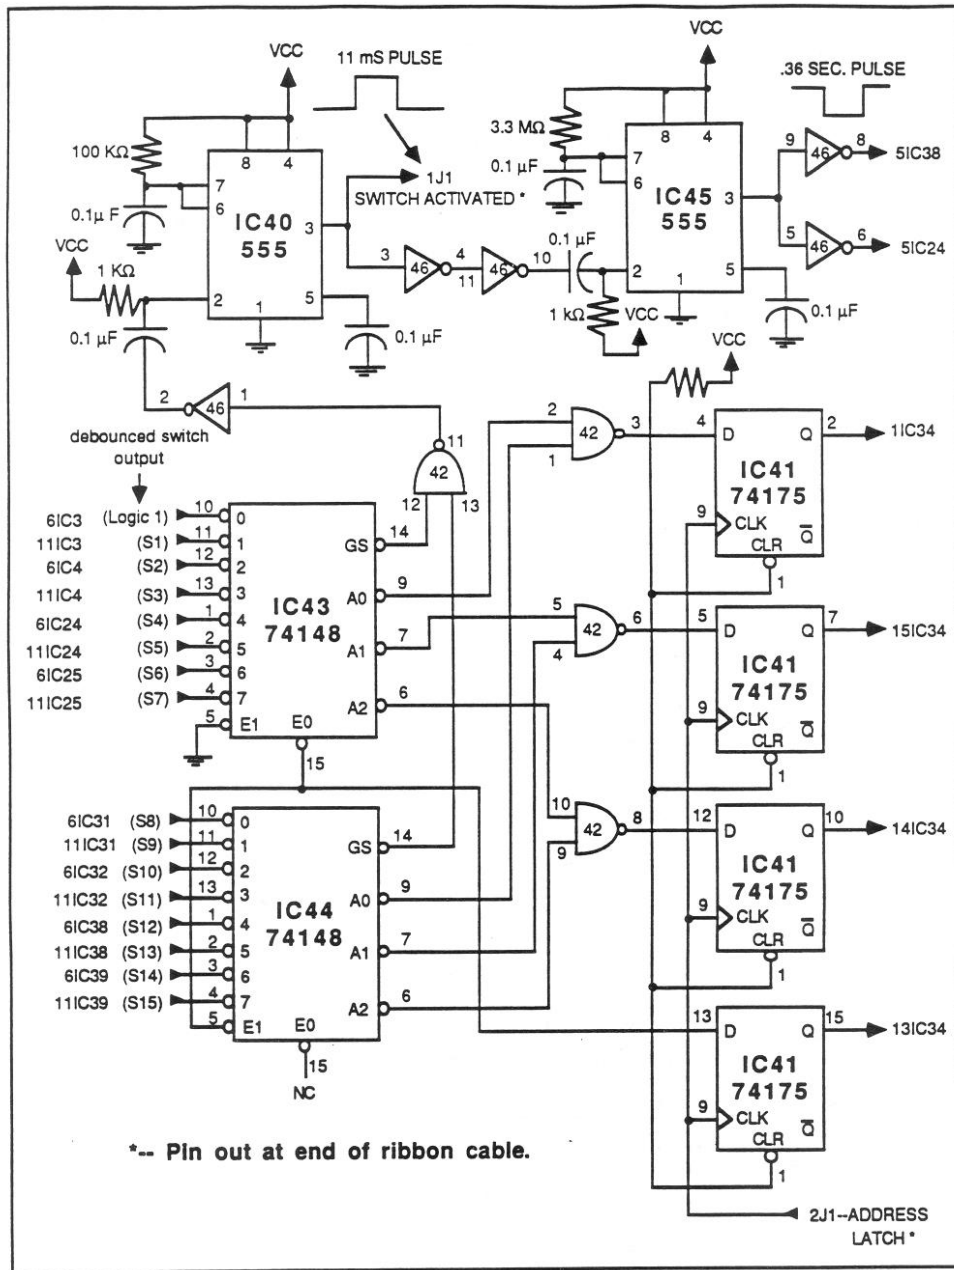 VCC
11 mS PULSE
VCC
.36 SEC. PULSE
100 KΩ
8
4
7
6
0.1µ F
IC40
555
3
1J1
SWITCH ACTIVATED *
3.3 MΩ
0.1 µF
8
4
7
6
IC45
555
3
9
46
8
5IC38
5
46
6
5IC24
VCC
1 KΩ
2
1
5
0.1 µF
0.1 µF
3
46
4
11
46
10
0.1 µF
2
1
5
1 kΩ
VCC
0.1 µF
VCC
2
46
1
debounced switch
output
11
42
12
13
2
1
42
3
4
D
Q
2
1IC34
IC41
74175
9
CLK
Q
CLR
1
6IC3 (Logic 1) 10 0
11IC3 (S1) 11 1
6IC4 (S2) 12 2
11IC4 (S3) 13 3
6IC24 (S4) 1 4
11IC24 (S5) 2 5
6IC25 (S6) 3 6
11IC25 (S7) 4 7
5 E1
IC43
74148
GS 14
A0 9
A1 7
A2 6
E0
15
5
4
42
6
5
D
Q
7
15IC34
IC41
74175
9
CLK
Q
CLR
1
6IC31 (S8) 10 0
11IC31 (S9) 11 1
6IC32 (S10) 12 2
11IC32 (S11) 13 3
6IC38 (S12) 1 4
11IC38 (S13) 2 5
6IC39 (S14) 3 6
11IC39 (S15) 4 7
5 E1
IC44
74148
GS 14
A0 9
A1 7
A2 6
E0
15
NC
10
9
42
8
12
D
Q
10
14IC34
IC41
74175
9
CLK
Q
CLR
1
13
D
Q
15
13IC34
IC41
74175
9
CLK
Q
CLR
1
*-- Pin out at end of ribbon cable.
2J1--ADDRESS
LATCH *